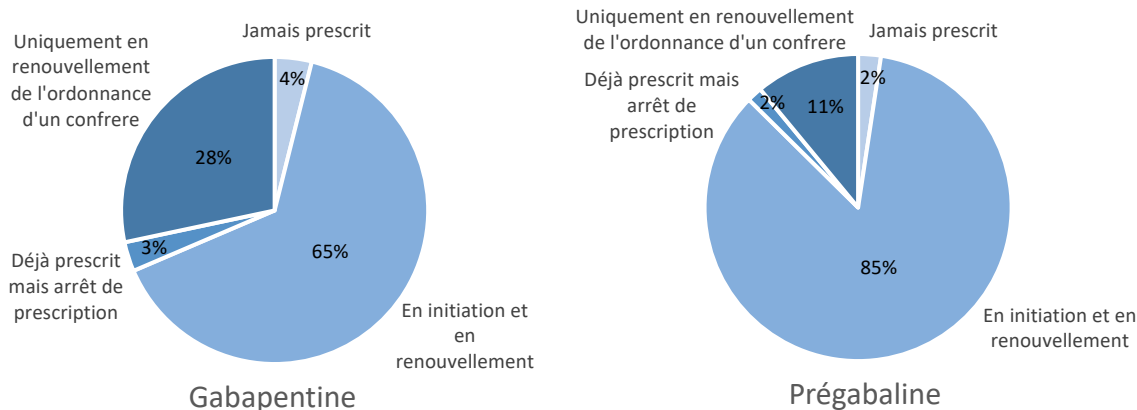 Jamais prescrit
4%
Uniquement en
renouvellement
de l'ordonnance
d'un confrere
28%
3%
Déjà prescrit
mais arrêt de
prescription
65%
En initiation et
en
renouvellement
Gabapentine
Uniquement en renouvellement
de l'ordonnance d'un confrere
Jamais prescrit
2%
Déjà prescrit mais
arrêt de
prescription
2%
11%
85%
En initiation et en
renouvellement
Prégabaline